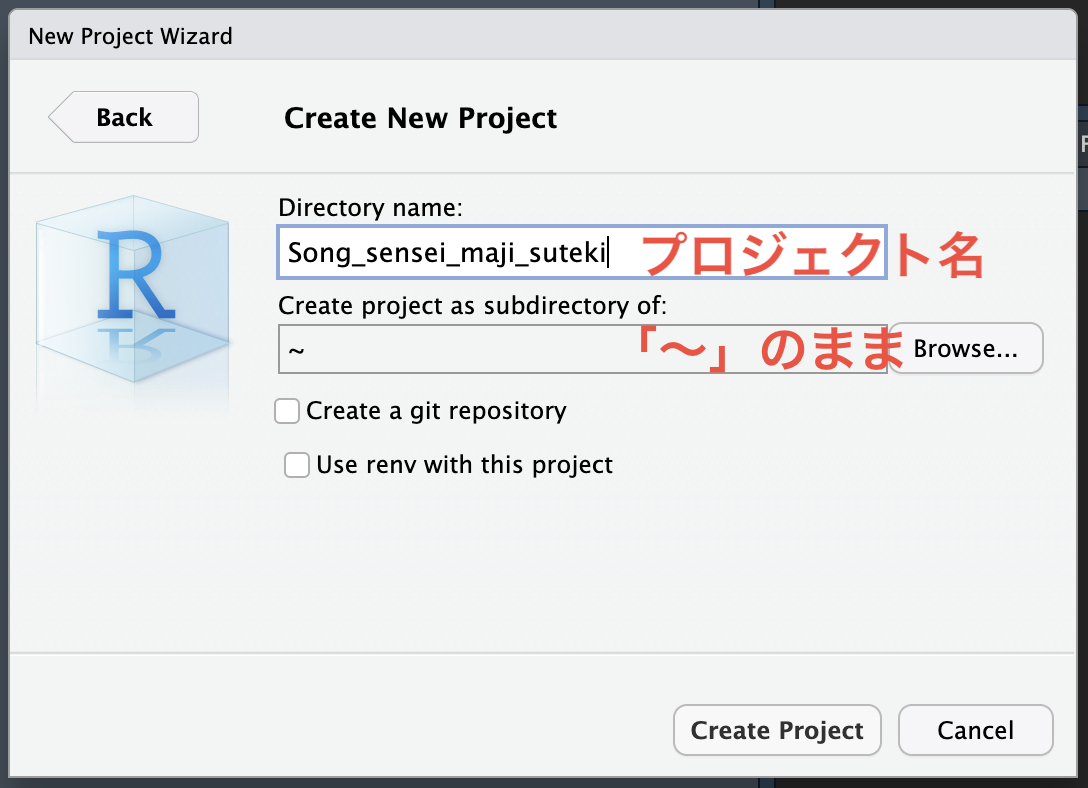 New Project Wizard
Back
Create New Project
R
Directory name:
Song_sensei_maji_suteki プロジェクト名
Create project as subdirectory of:
~ 「〜」のまま Browse...
Create a git repository
Use renv with this project
Create Project Cancel